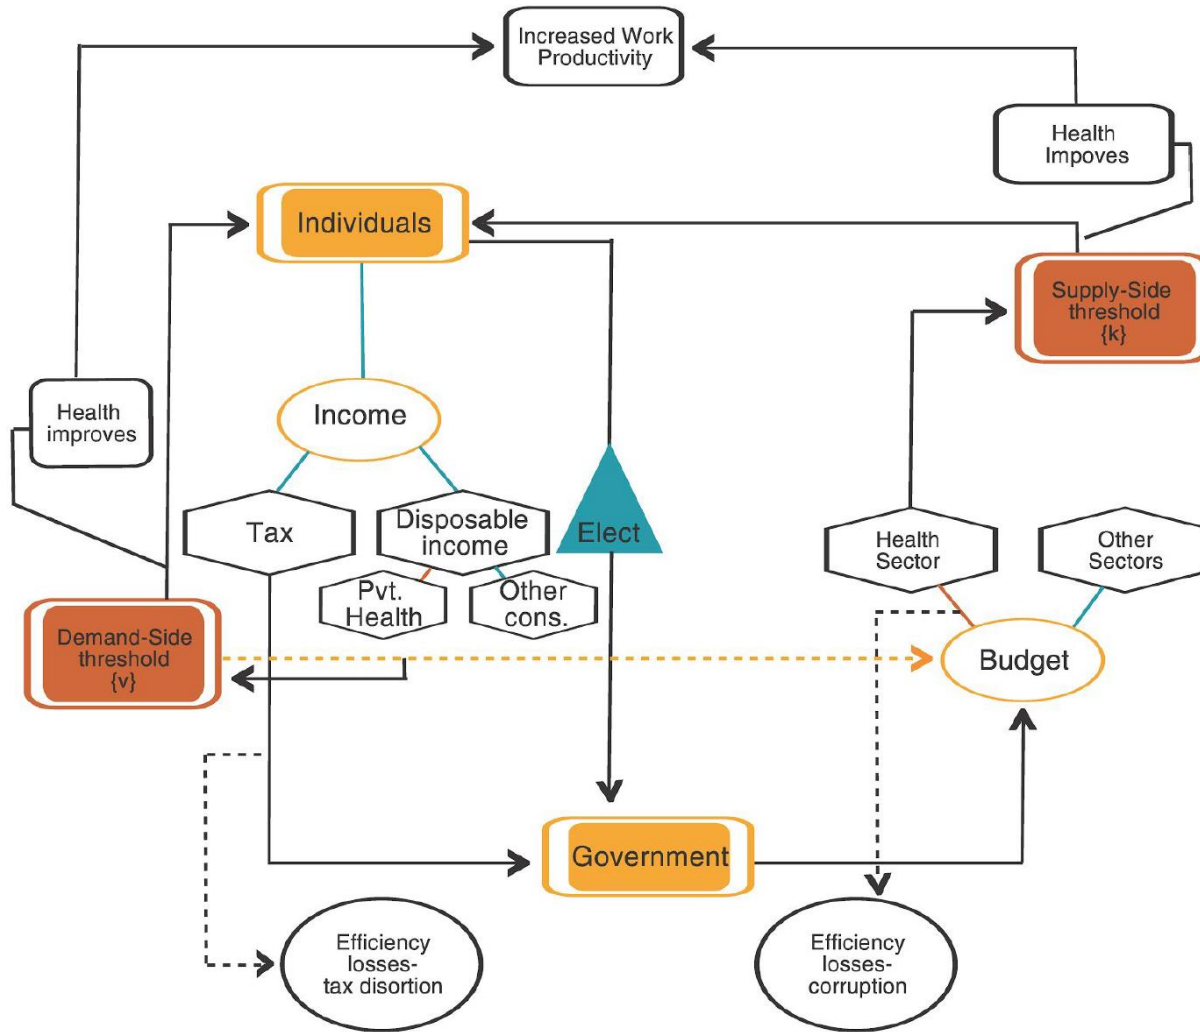 Increased Work
Productivity
Health
Impoves
Individuals
Supply-Side
threshold
{k}
Health
improves
Income
Tax
Disposable
income
Elect
Health
Sector
Other
Sectors
Pvt.
Health
Other
cons.
Demand-Side
threshold
{v}
Budget
Government
Efficiency
losses-
tax disortion
Efficiency
losses-
corruption